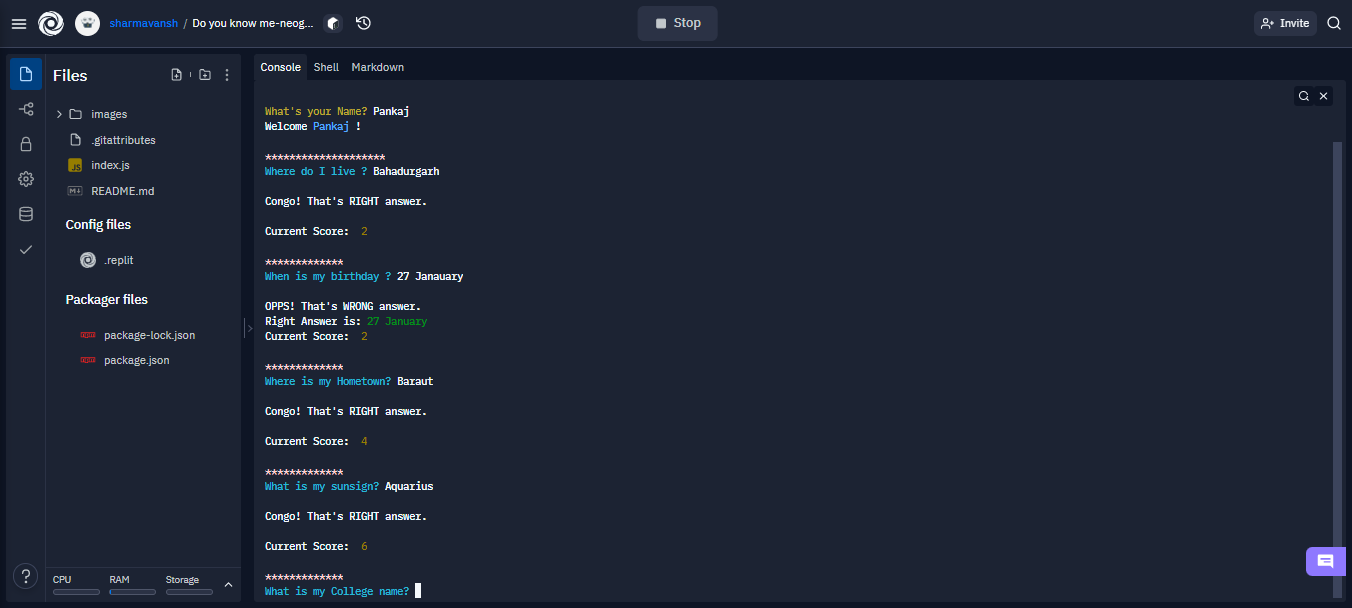 sharmavansh / Do you know me-neog...
Stop
Invite
Files
images
.gitattributes
JS index.js
M↓ README.md
Config files
.replit
Packager files
npm package-lock.json
npm package.json
CPU RAM Storage
?
Console Shell Markdown
What's your Name? Pankaj
Welcome Pankaj !
********************
Where do I live ? Bahadurgarh
Congo! That's RIGHT answer.
Current Score: 2
*************
When is my birthday ? 27 Janauary
OPPS! That's WRONG answer.
Right Answer is: 27 January
Current Score: 2
*************
Where is my Hometown? Baraut
Congo! That's RIGHT answer.
Current Score: 4
*************
What is my sunsign? Aquarius
Congo! That's RIGHT answer.
Current Score: 6
*************
What is my College name?